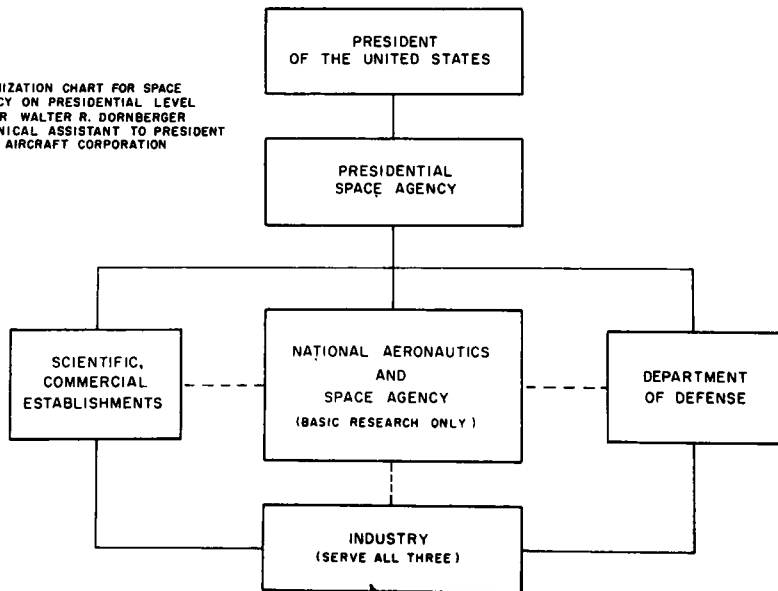 IZATION CHART FOR SPACE
CY ON PRESIDENTIAL LEVEL
R WALTER R. DORNBERGER
NICAL ASSISTANT TO PRESIDENT
AIRCRAFT CORPORATION
PRESIDENT
OF THE UNITED STATES
PRESIDENTIAL
SPACE AGENCY
SCIENTIFIC,
COMMERCIAL
ESTABLISHMENTS
NATIONAL AERONAUTICS
AND
SPACE AGENCY
(BASIC RESEARCH ONLY)
DEPARTMENT
OF DEFENSE
INDUSTRY
(SERVE ALL THREE)